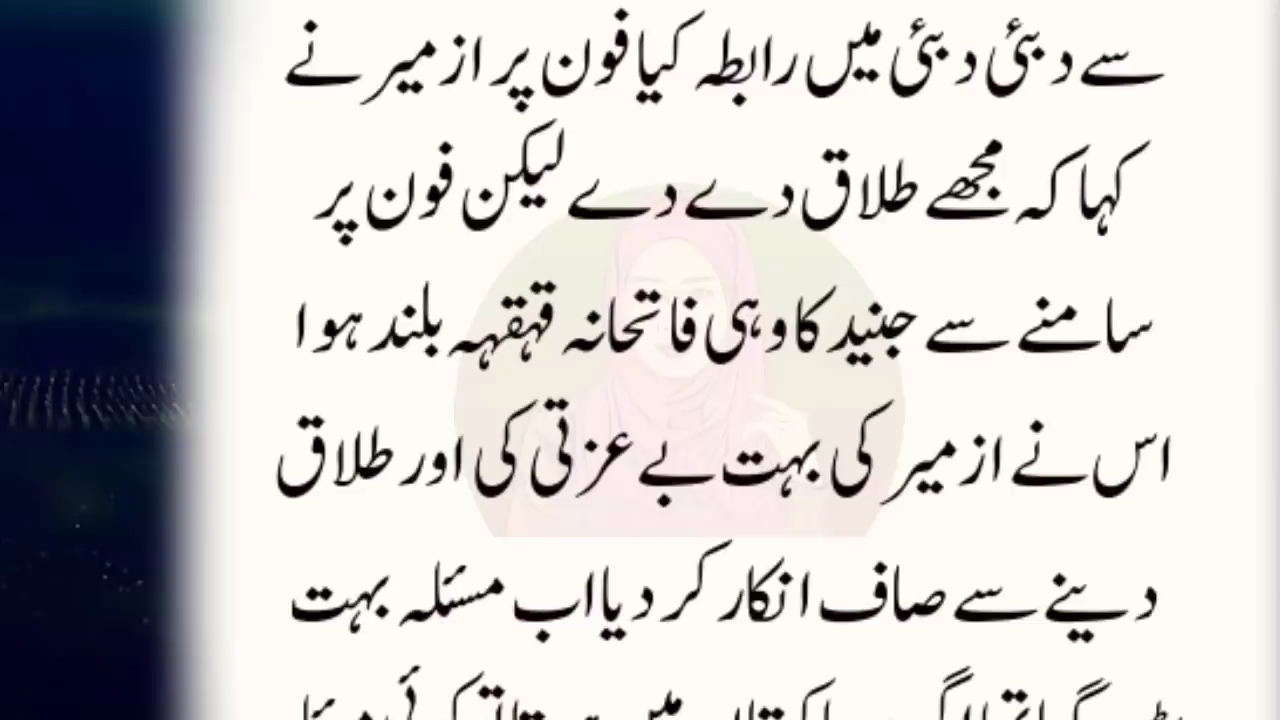 سے دبئی دبئی میں رابطہ کیا فون پر ازمیر نے
کہا کہ مجھے طلاق دے دے لیکن فون پر
سامنے سے جنید کا وہی فاتحانہ قہقہہ بلند ہوا
اس نے ازمیر کی بہت بے عزتی کی اور طلاق
دینے سے صاف انکار کر دیا اب مسئلہ بہت